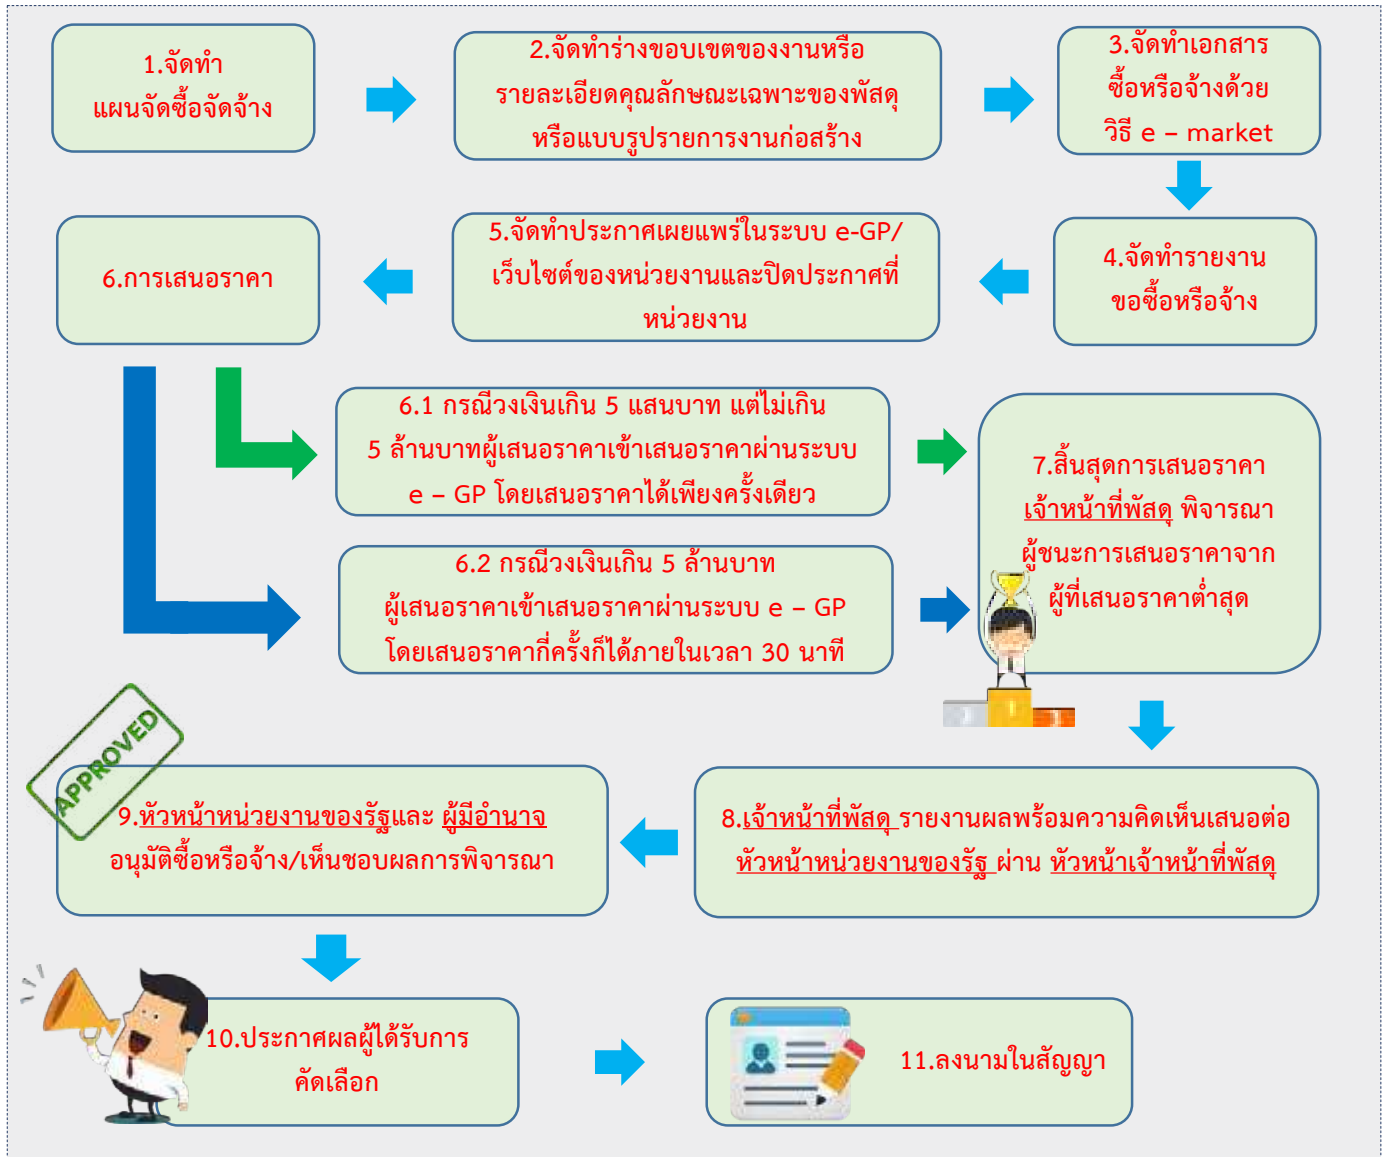 1.จัดทำ
แผนจัดซื้อจัดจ้าง
2.จัดทำร่างขอบเขตของงานหรือ
รายละเอียดคุณลักษณะเฉพาะของพัสดุ
หรือแบบรูปรายการงานก่อสร้าง
3.จัดทำเอกสาร
ซื้อหรือจ้างด้วย
วิธี e – market
4.จัดทำรายงาน
ขอซื้อหรือจ้าง
5.จัดทำประกาศเผยแพร่ในระบบ e-GP/
เว็บไซต์ของหน่วยงานและปิดประกาศที่
หน่วยงาน
6.การเสนอราคา
6.1 กรณีวงเงินเกิน 5 แสนบาท แต่ไม่เกิน
5 ล้านบาทผู้เสนอราคาเข้าเสนอราคาผ่านระบบ
e – GP โดยเสนอราคาได้เพียงครั้งเดียว
6.2 กรณีวงเงินเกิน 5 ล้านบาท
ผู้เสนอราคาเข้าเสนอราคาผ่านระบบ e – GP
โดยเสนอราคากี่ครั้งก็ได้ภายในเวลา 30 นาที
7.สิ้นสุดการเสนอราคา
เจ้าหน้าที่พัสดุ พิจารณา
ผู้ชนะการเสนอราคาจาก
ผู้ที่เสนอราคาต่ำสุด
8.เจ้าหน้าที่พัสดุ รายงานผลพร้อมความคิดเห็นเสนอต่อ
หัวหน้าหน่วยงานของรัฐ ผ่าน หัวหน้าเจ้าหน้าที่พัสดุ
APPROVED
9.หัวหน้าหน่วยงานของรัฐและ ผู้มีอำนาจ
อนุมัติซื้อหรือจ้าง/เห็นชอบผลการพิจารณา
10.ประกาศผลผู้ได้รับการ
คัดเลือก
11.ลงนามในสัญญา